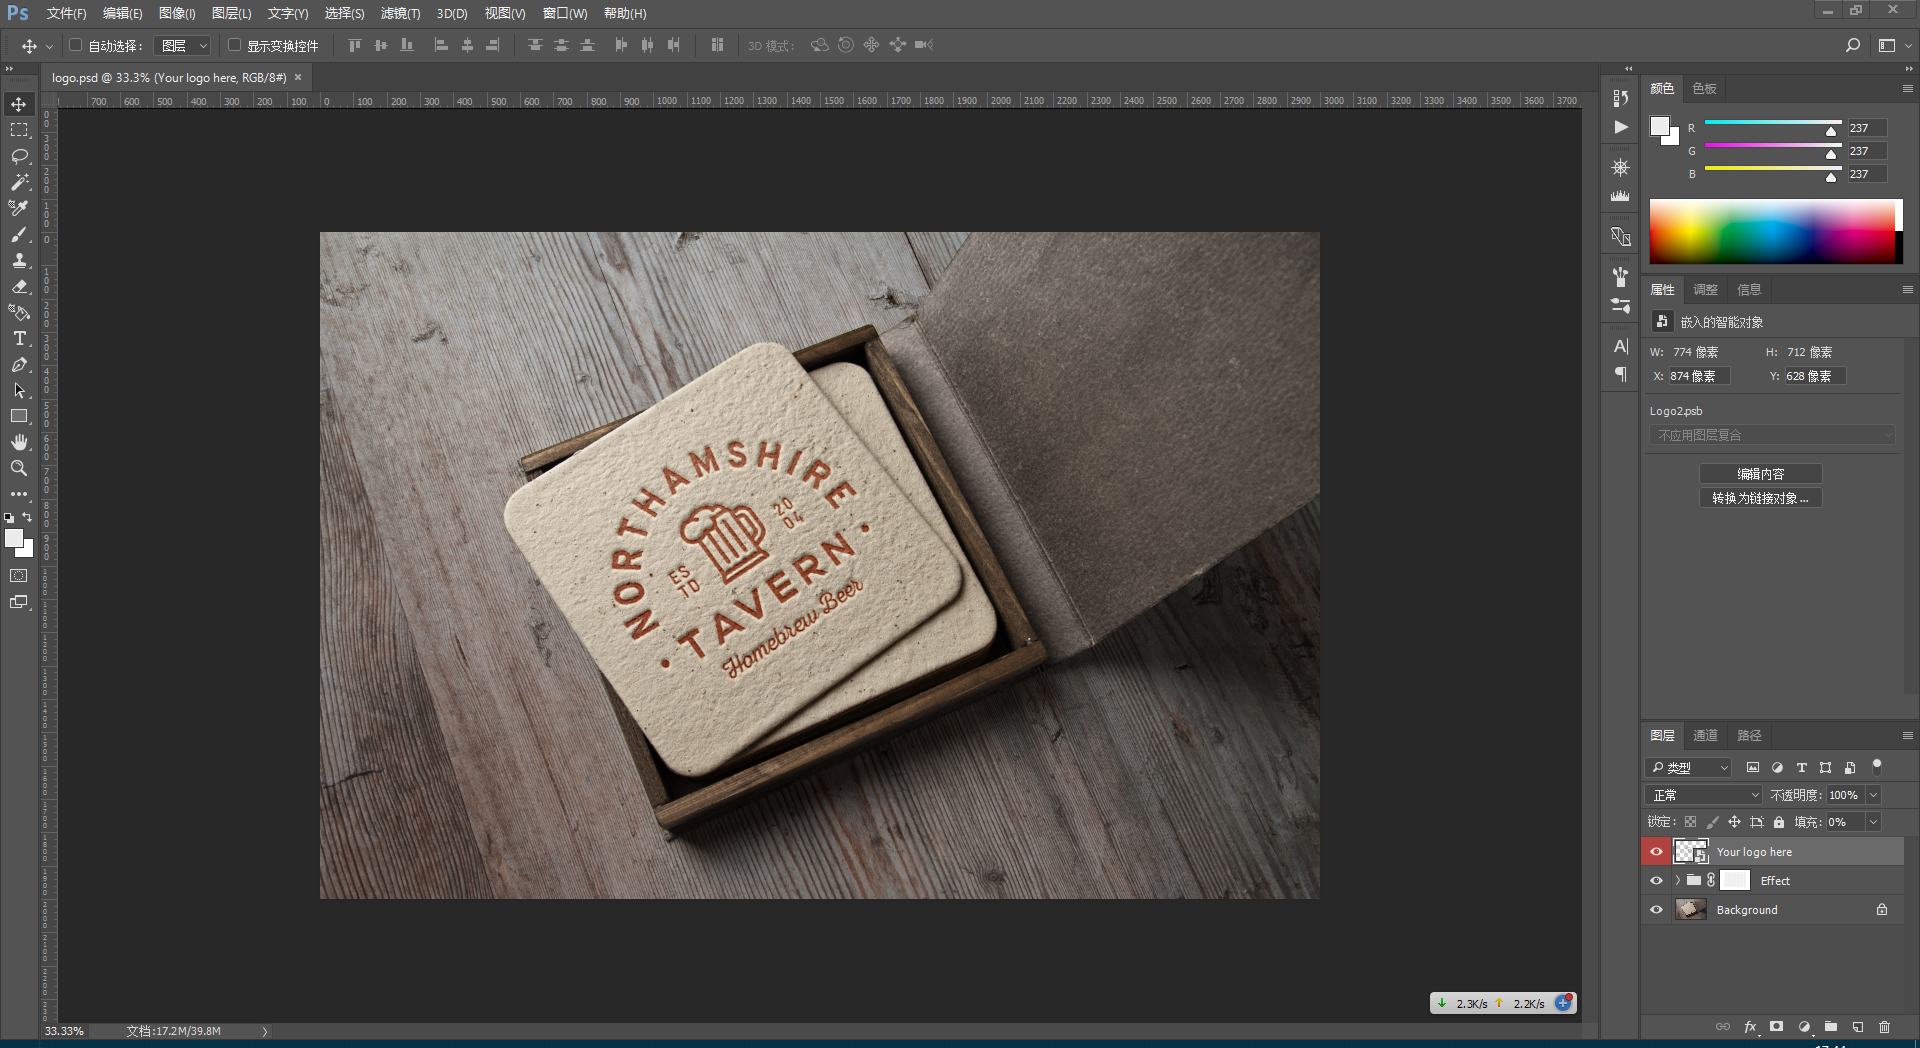 Ps 文件(F) 编辑(E) 图像(I) 图层(L) 文字(Y) 选择(S) 滤镜(T) 3D(D) 视图(V) 窗口(W) 帮助(H)
自动选择： 图层 显示变换控件 3D 模式：
logo.psd @ 33.3% (Your logo here, RGB/8#) ×
700 600 500 400 300 200 100 0 100 200 300 400 500 600 700 800 900 1000 1100 1200 1300 1400 1500 1600 1700 1800 1900 2000 2100 2200 2300 2400 2500 2600 2700 2800 2900 3000 3100 3200 3300 3400 3500 3600 3700
NORTHAMSHIRE
20
04
ES
TD
TAVERN
Homebrew Beer
颜色 色板
R 237
G 237
B 237
属性 调整 信息
嵌入的智能对象
W: 774 像素 H: 712 像素
X: 874 像素 Y: 628 像素
Logo2.psb
不应用图层复合
编辑内容
转换为链接对象...
图层 通道 路径
类型
正常 不透明度: 100%
锁定: 填充: 0%
Your logo here
Effect
Background
fx
2.3K/s 2.2K/s
33.33% 文档:17.2M/39.8M